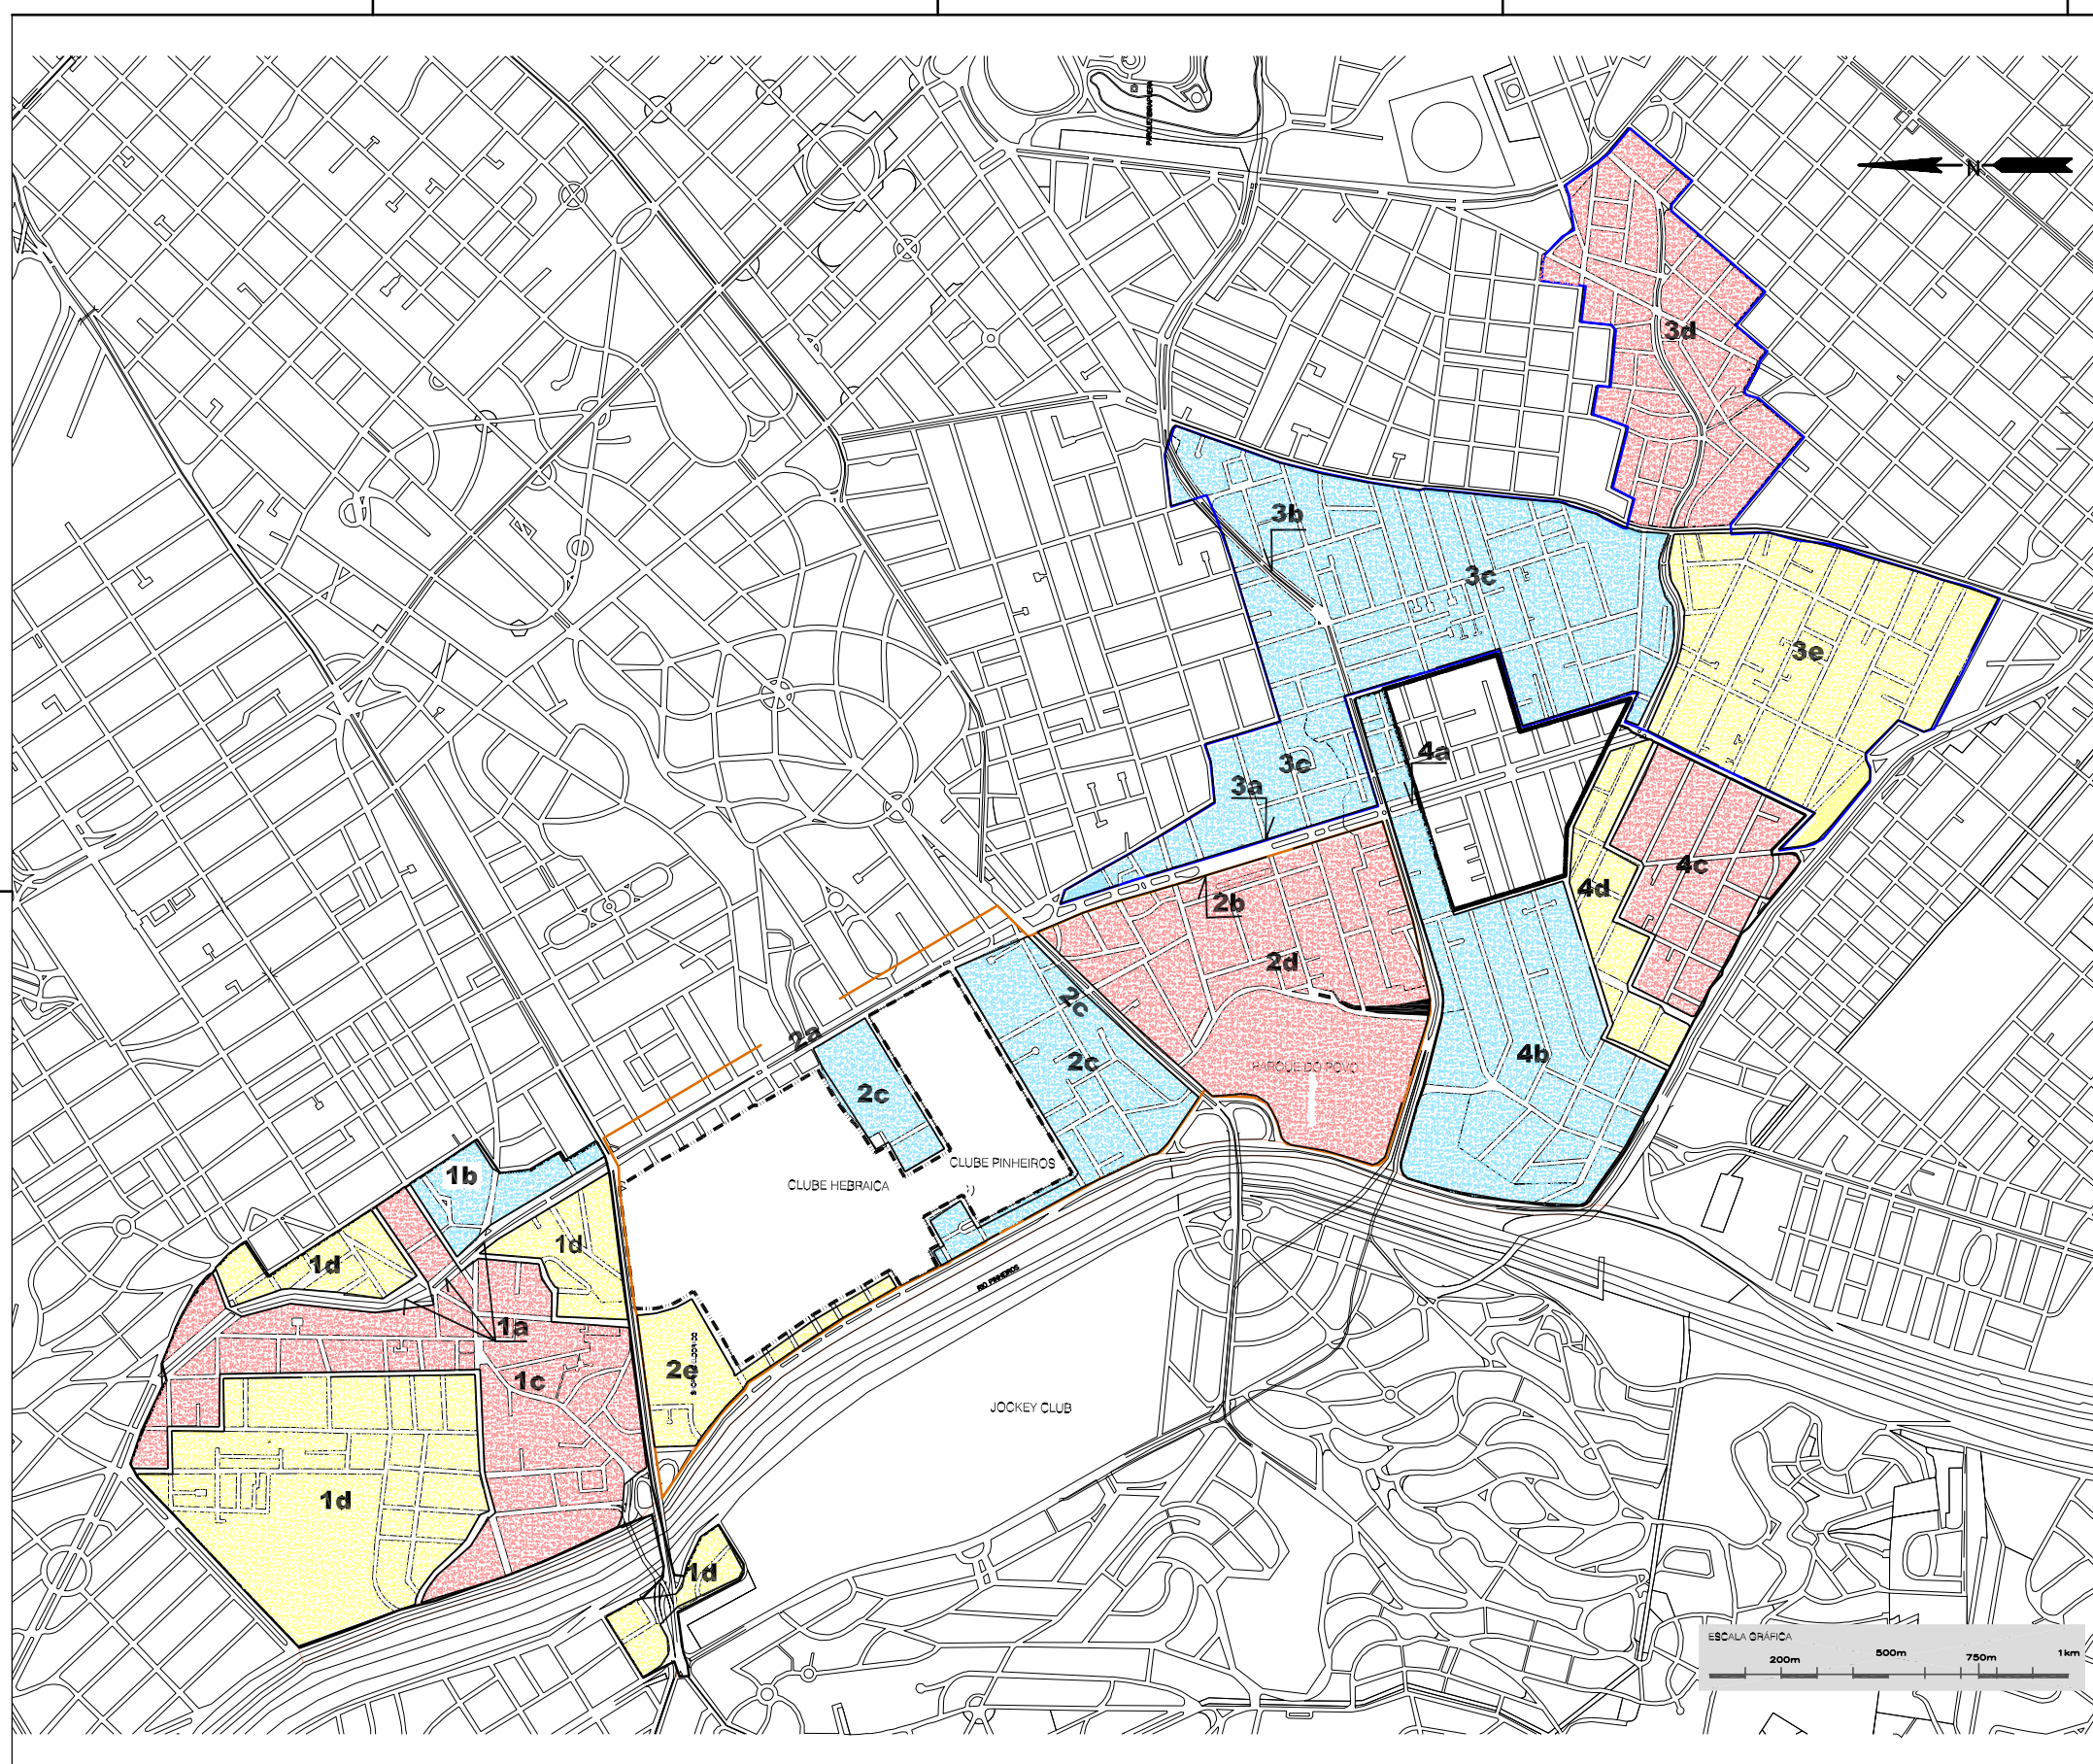 N
3d
3b
3c
3e
4a
3c
3a
4c
4d
2b
2d
2c
2a
2c
4b
PARQUE DO POVO
2c
CLUBE PINHEIROS
1b
CLUBE HEBRAICA
1d
1d
RIO PINHEIROS
1a
2e
1c
JOCKEY CLUB
1d
1d
ESCALA GRÁFICA
200m
500m
750m
1km